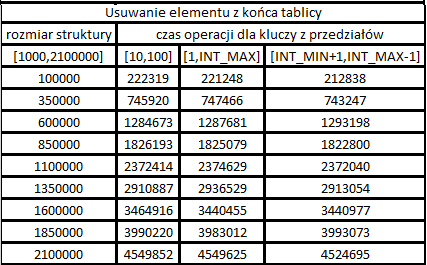 Usuwanie elementu z końca tablicy
rozmiar struktury czas operacji dla kluczy z przedziałów
[1000,2100000] [10,100] [1,INT_MAX] [INT_MIN+1,INT_MAX-1]
100000 222319 221248 212838
350000 745920 747466 743247
600000 1284673 1287681 1293198
850000 1826193 1825079 1822800
1100000 2372414 2374629 2372040
1350000 2910887 2936529 2913054
1600000 3464916 3440455 3440977
1850000 3990220 3983012 3993073
2100000 4549852 4549625 4524695